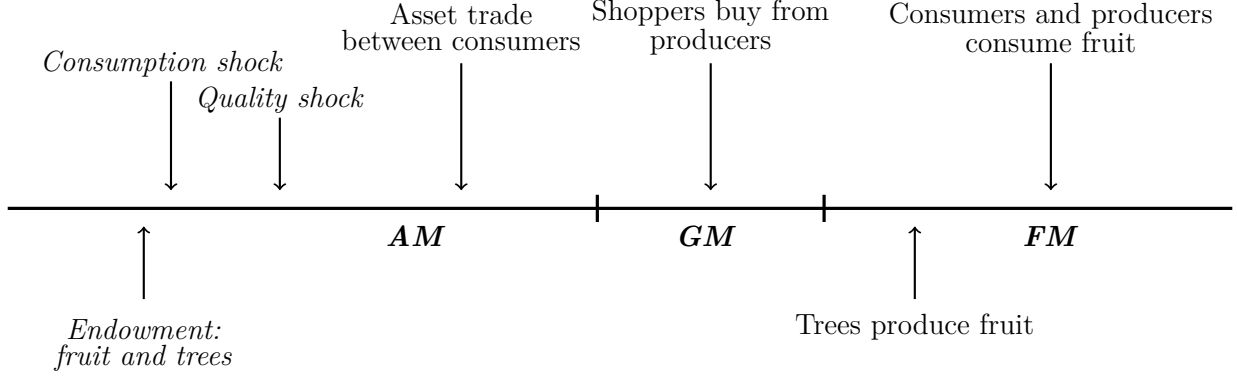 Consumption shock
Quality shock
Asset trade
between consumers
Shoppers buy from
producers
Consumers and producers
consume fruit
AM
GM
FM
Endowment:
fruit and trees
Trees produce fruit